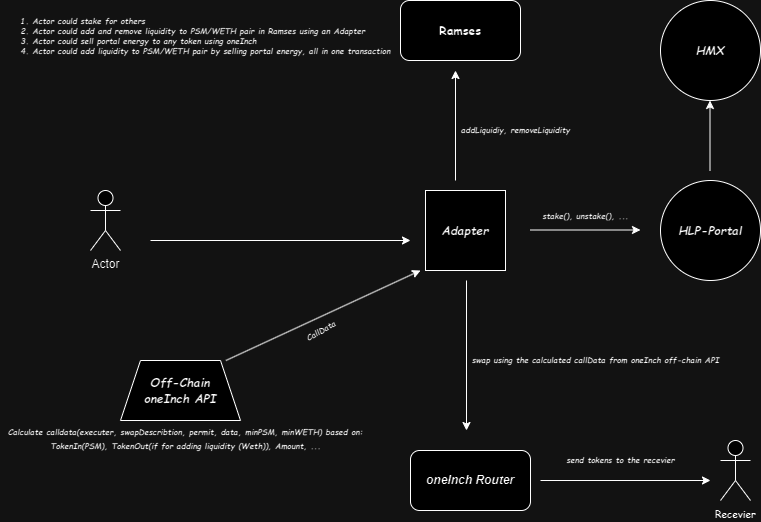 1. Actor could stake for others
2. Actor could add and remove liquidity to PSM/WETH pair in Ramses using an Adapter
3. Actor could sell portal energy to any token using oneInch
4. Actor could add liquidity to PSM/WETH pair by selling portal energy, all in one transaction
Ramses
HMX
addLiquidiy, removeLiquidity
stake(), unstake(), ...
Adapter
HLP-Portal
Actor
CallData
swap using the calculated callData from oneInch off-chain API
Off-Chain
oneInch API
Calculate calldata(executer, swapDescribtion, permit, data, minPSM, minWETH) based on:
TokenIn(PSM), TokenOut(if for adding liquidity (Weth)), Amount, ...
send tokens to the recevier
oneInch Router
Recevier